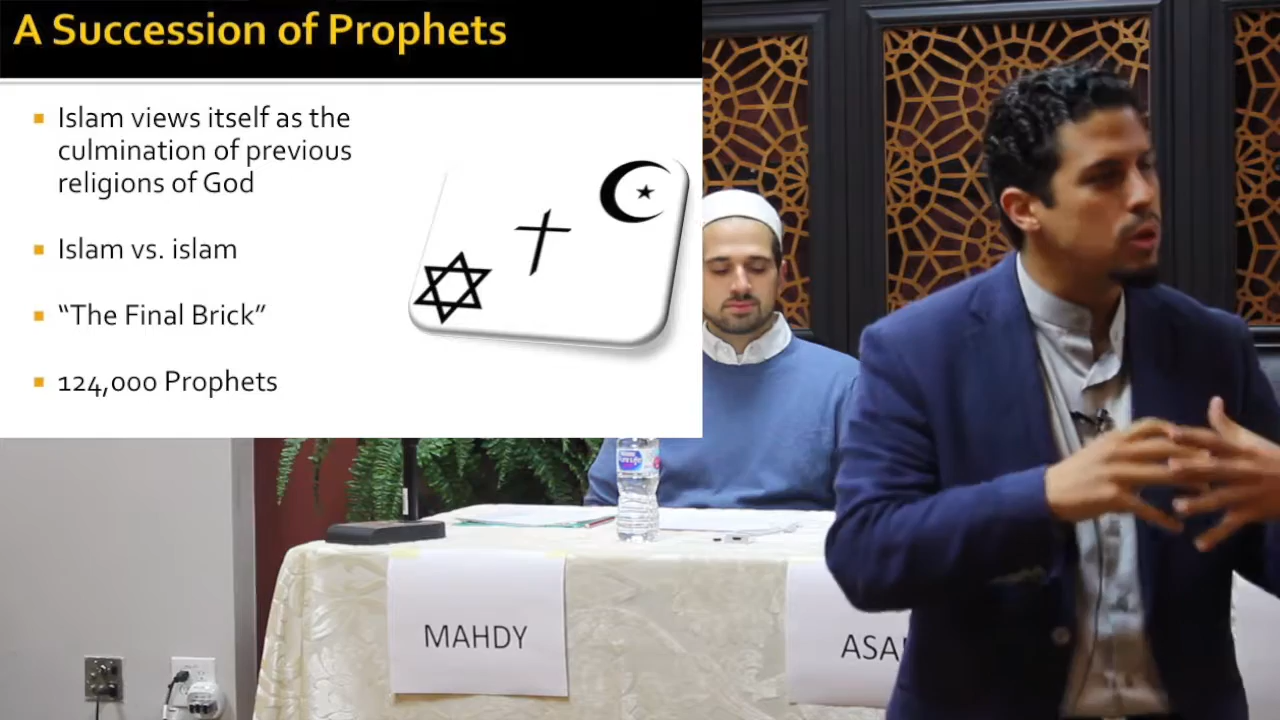 A Succession of Prophets
Islam views itself as the
culmination of previous
religions of God
Islam vs. islam
“The Final Brick”
124,000 Prophets
MAHDY
ASA